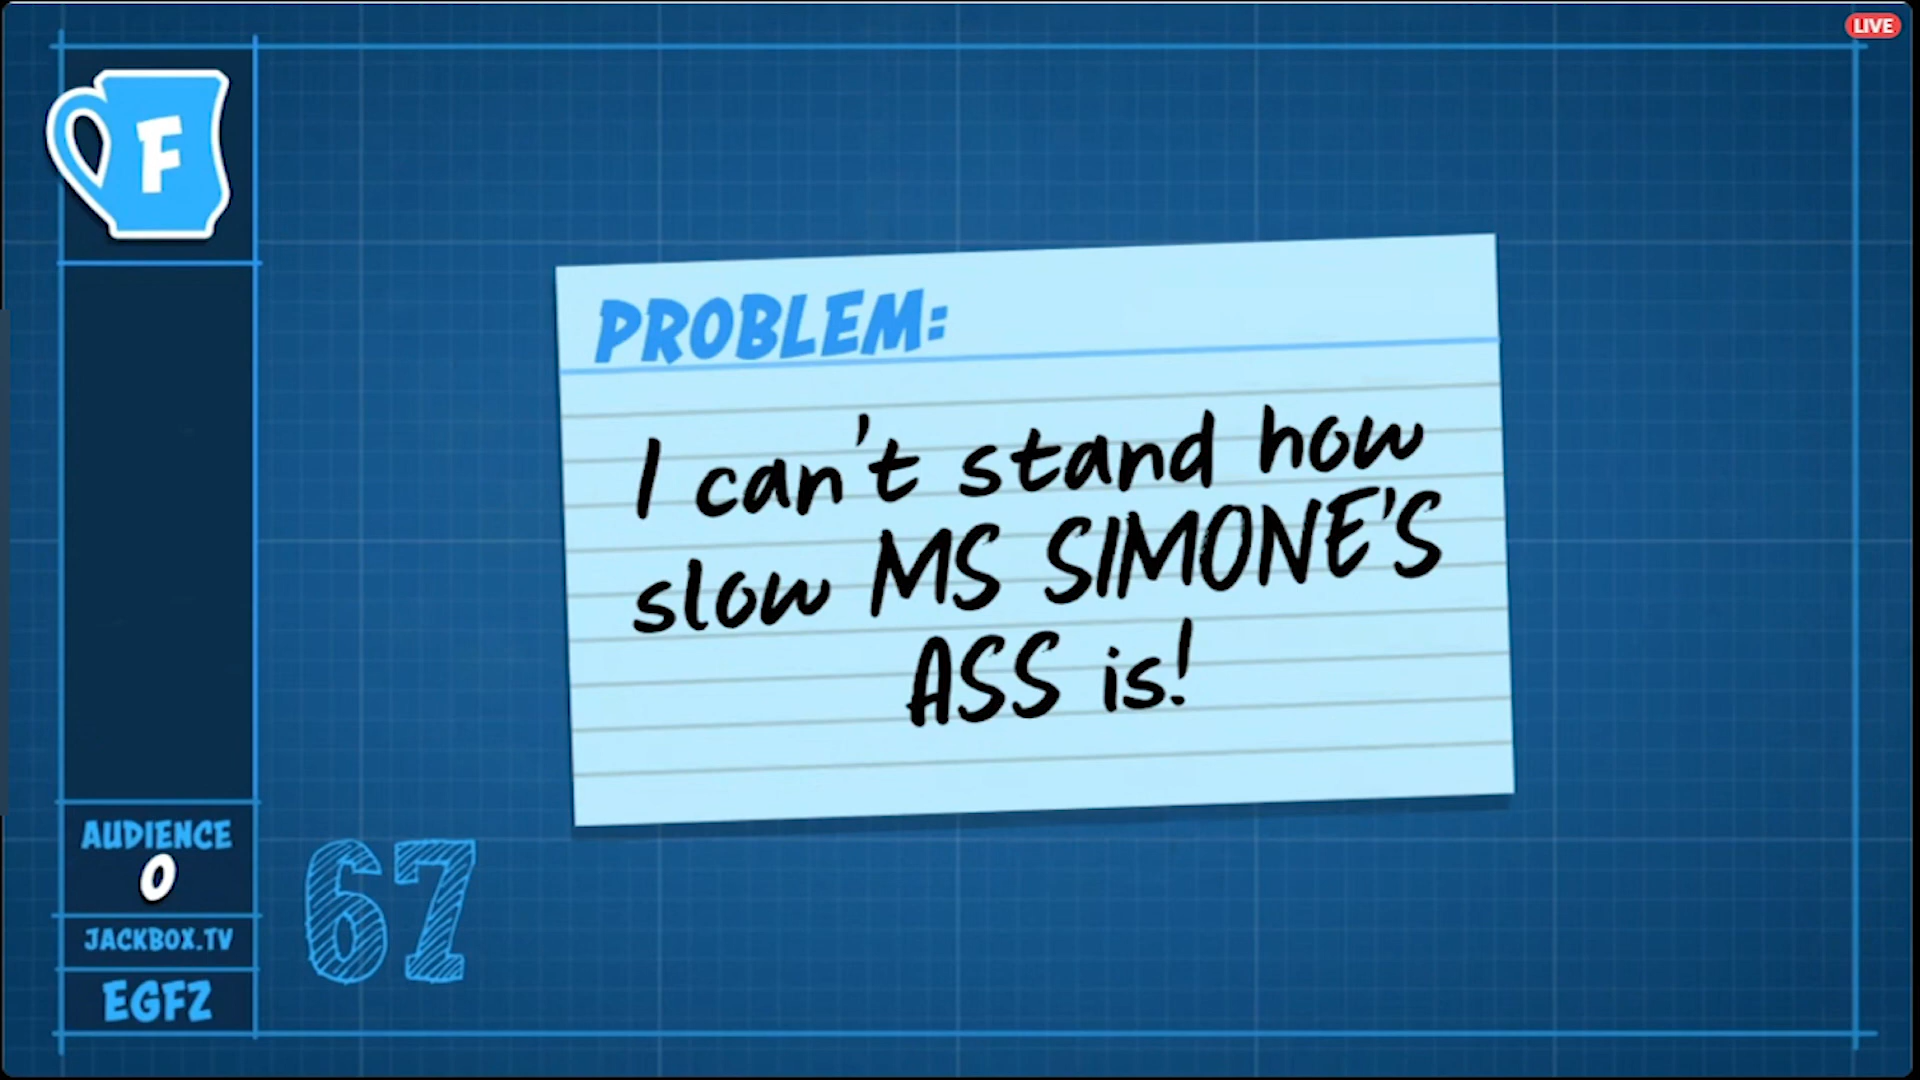 LIVE
F
PROBLEM:
I can't stand how
slow MS SIMONE'S
ASS is!
AUDIENCE
0
JACKBOX.TV
EGFZ
67